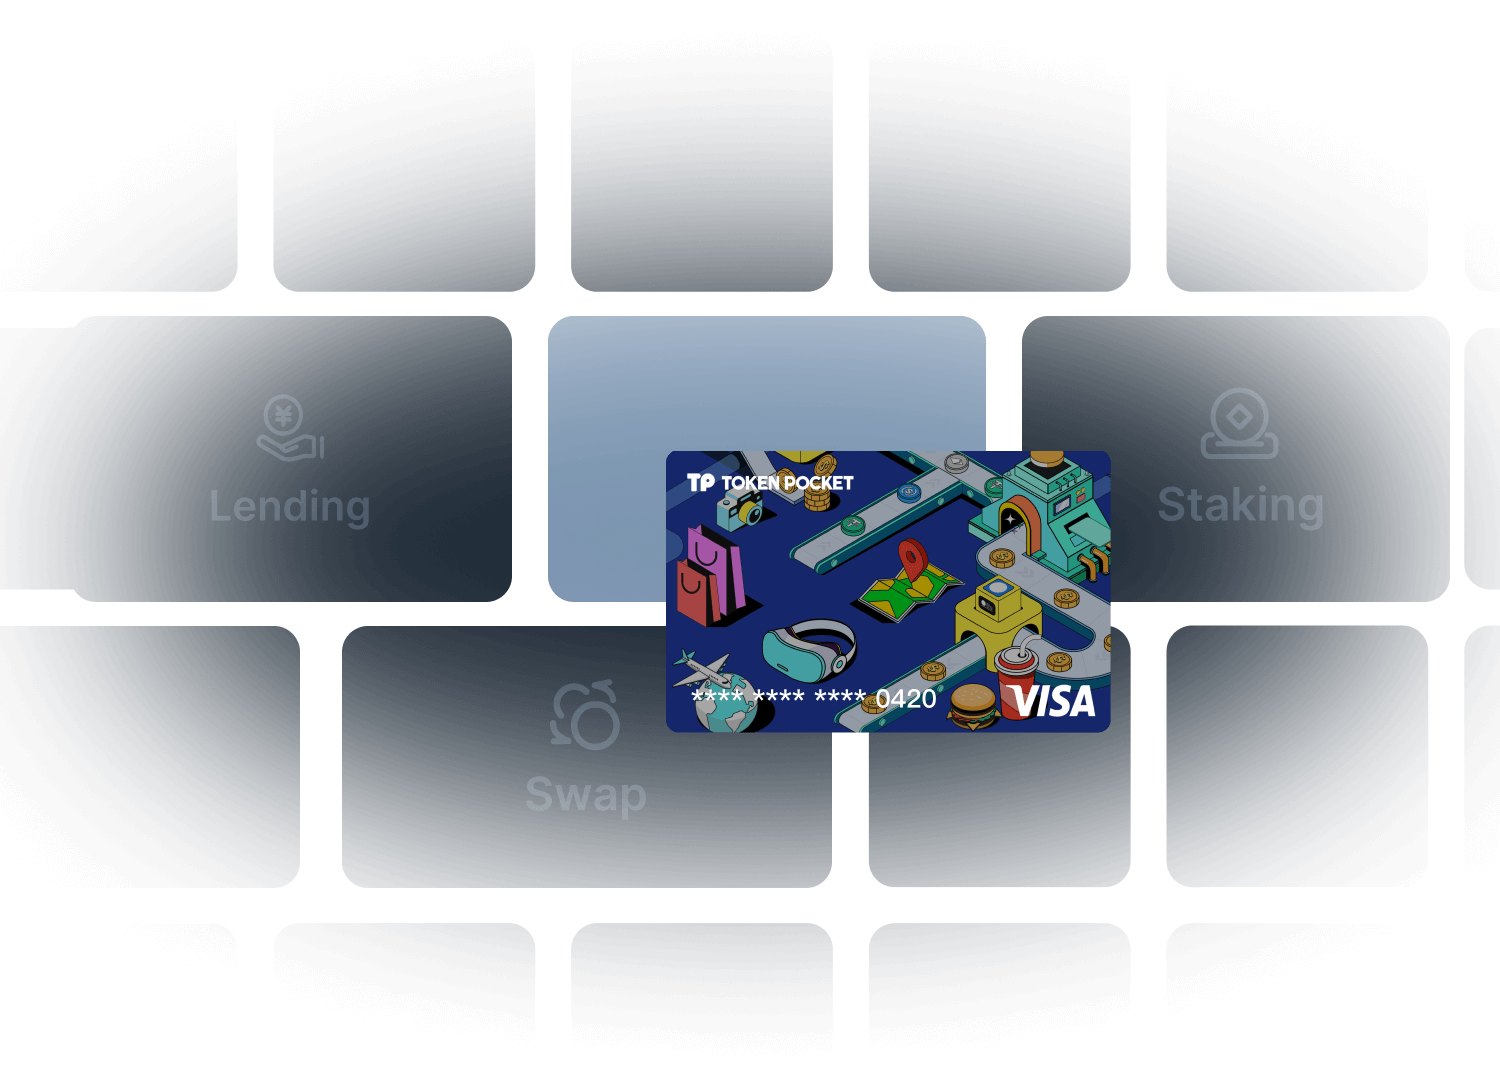 Lending
TP TOKEN POCKET
Staking
**** **** **** 0420
VISA
Swap